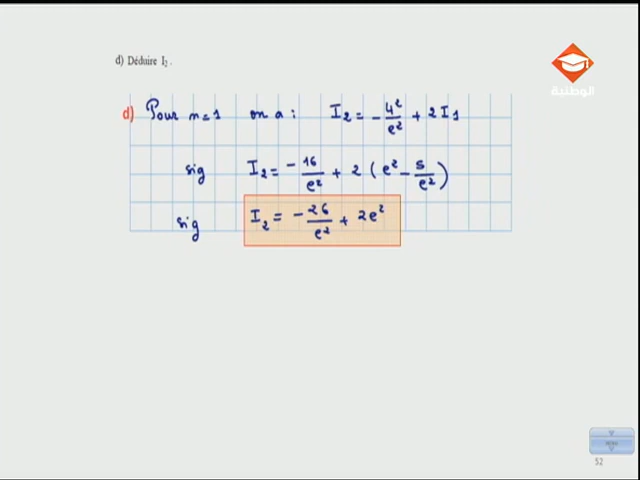 d) Déduire I₂.
الوطنية
d) Pour n=1 on a : I₂ = - 4²/e² + 2 I₁
sig I₂ = - 16/e² + 2 ( e² - 5/e² )
sig I₂ = - 26/e² + 2e²
52